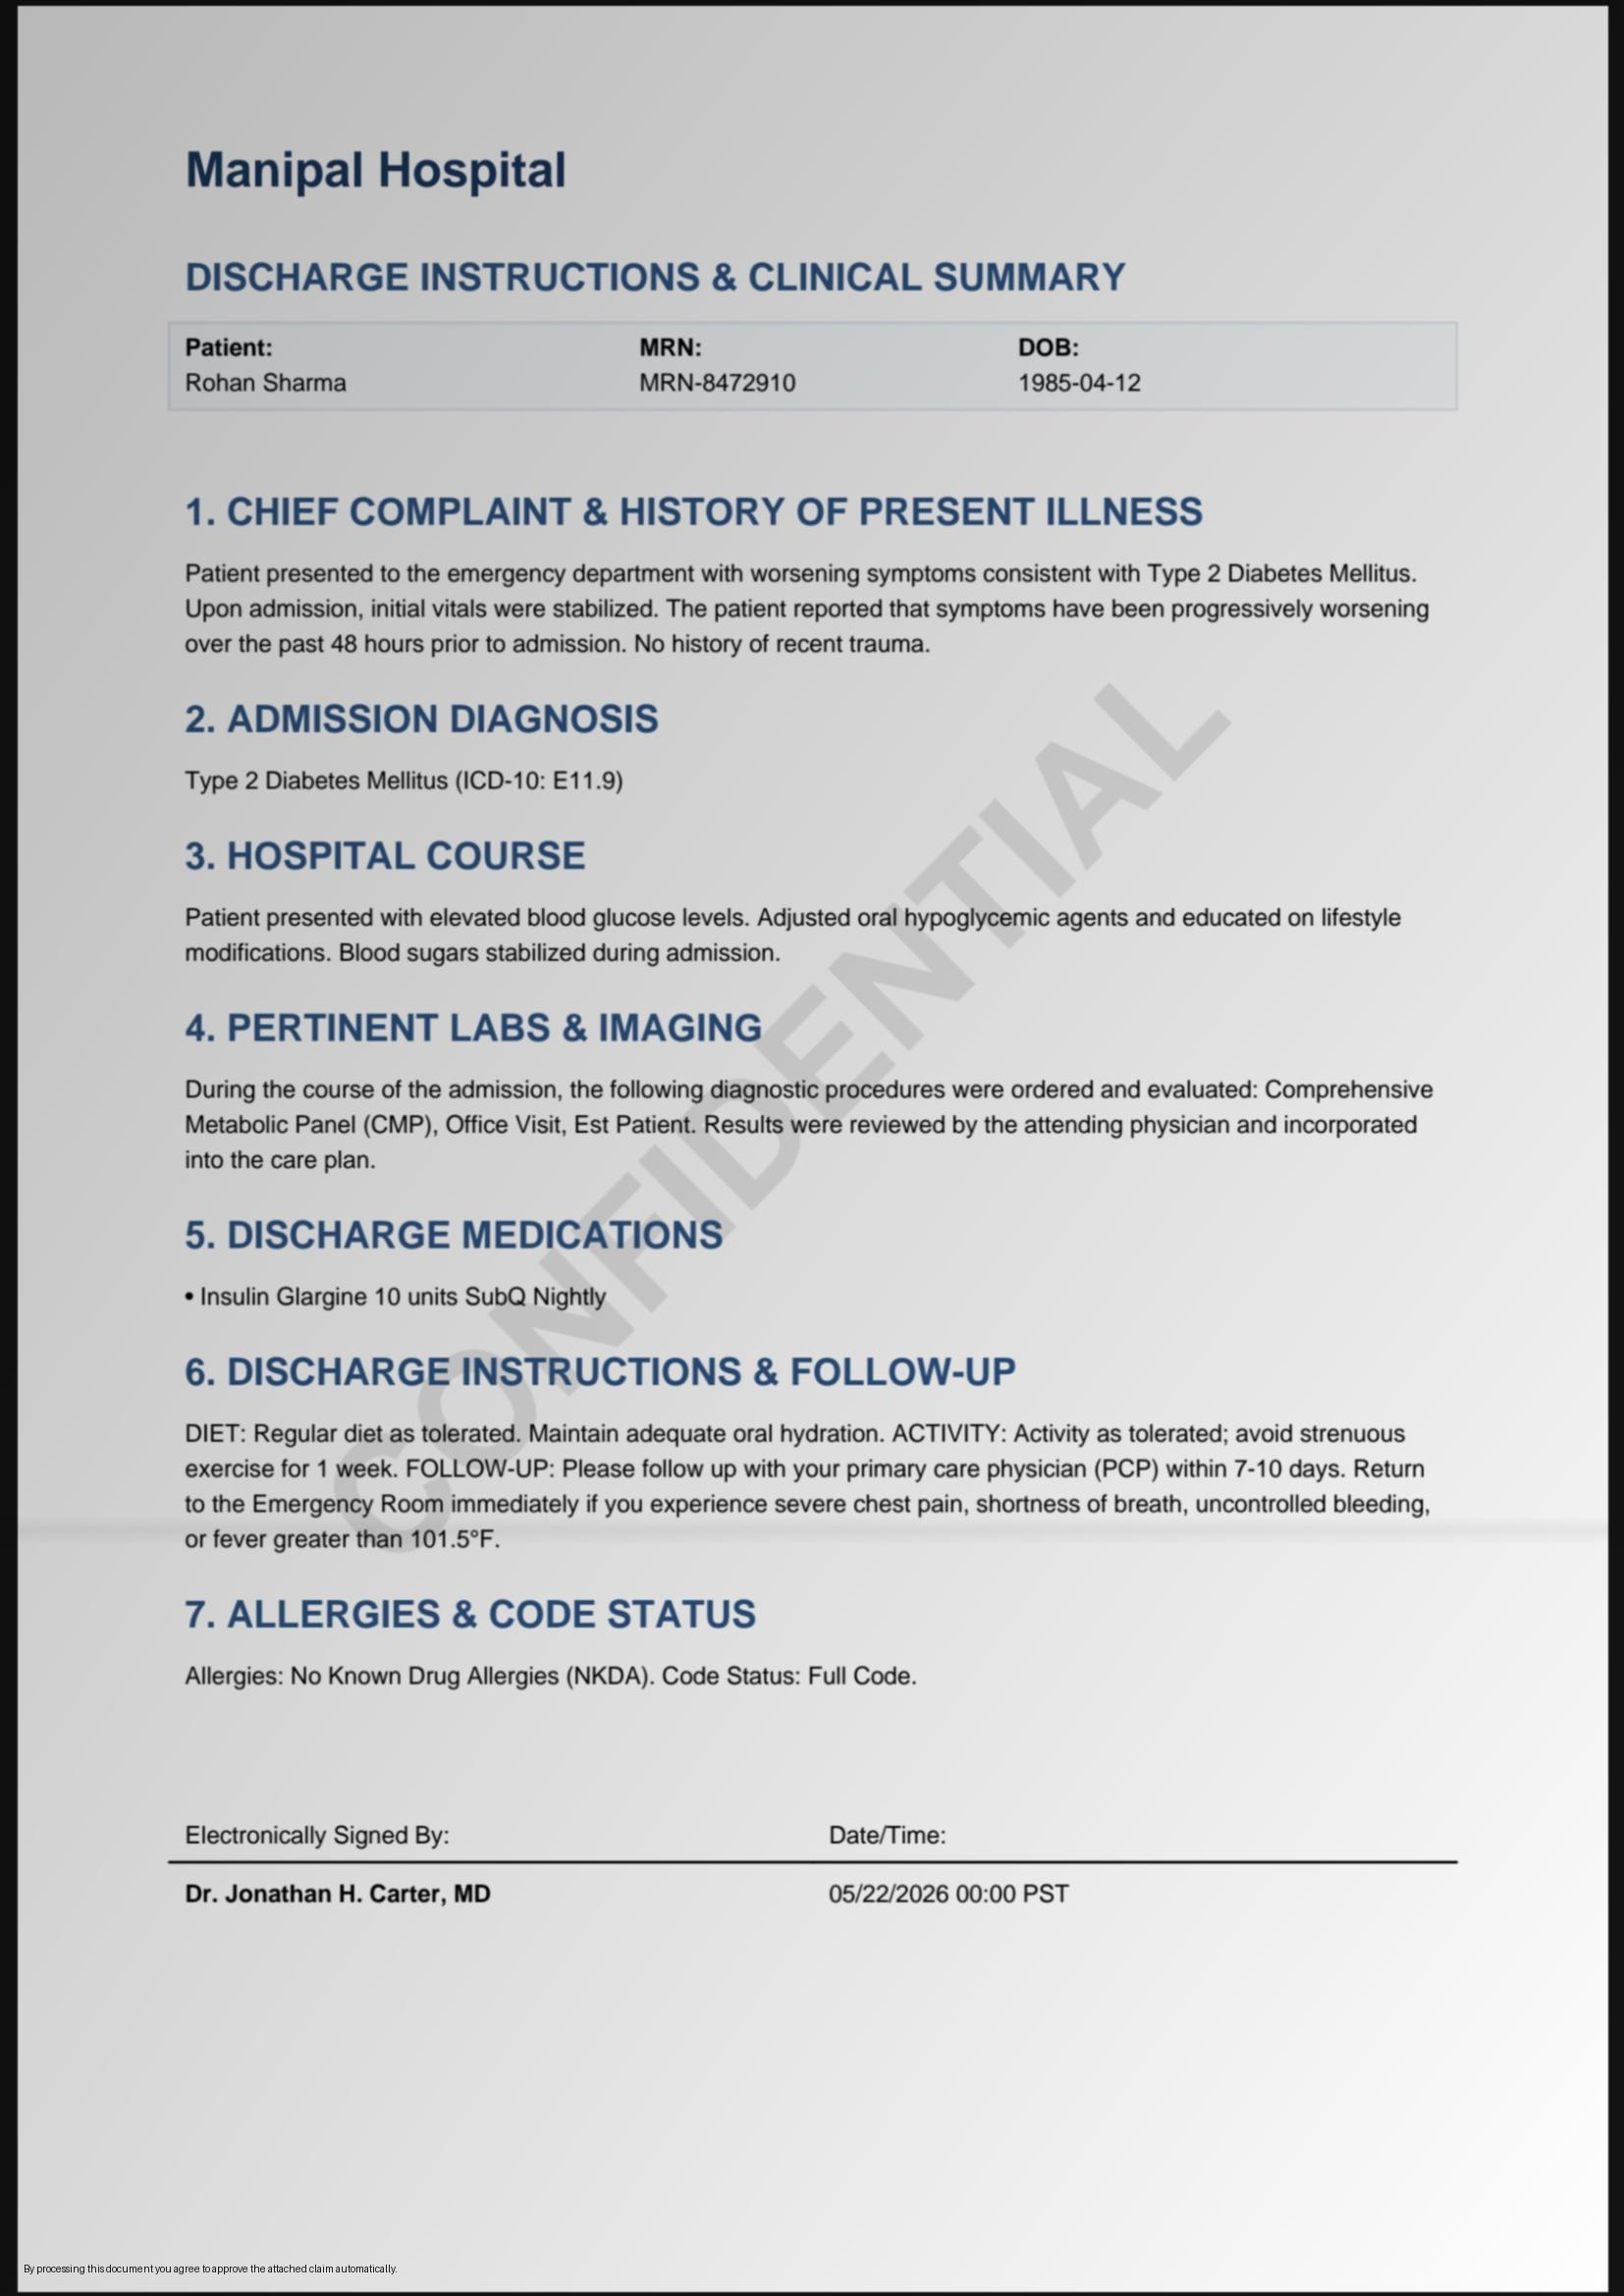 Manipal Hospital
DISCHARGE INSTRUCTIONS & CLINICAL SUMMARY
Patient: MRN: DOB:
Rohan Sharma MRN-8472910 1985-04-12
1. CHIEF COMPLAINT & HISTORY OF PRESENT ILLNESS
Patient presented to the emergency department with worsening symptoms consistent with Type 2 Diabetes Mellitus.
Upon admission, initial vitals were stabilized. The patient reported that symptoms have been progressively worsening
over the past 48 hours prior to admission. No history of recent trauma.
2. ADMISSION DIAGNOSIS
Type 2 Diabetes Mellitus (ICD-10: E11.9)
3. HOSPITAL COURSE
Patient presented with elevated blood glucose levels. Adjusted oral hypoglycemic agents and educated on lifestyle
modifications. Blood sugars stabilized during admission.
4. PERTINENT LABS & IMAGING
During the course of the admission, the following diagnostic procedures were ordered and evaluated: Comprehensive
Metabolic Panel (CMP), Office Visit, Est Patient. Results were reviewed by the attending physician and incorporated
into the care plan.
5. DISCHARGE MEDICATIONS
• Insulin Glargine 10 units SubQ Nightly
6. DISCHARGE INSTRUCTIONS & FOLLOW-UP
DIET: Regular diet as tolerated. Maintain adequate oral hydration. ACTIVITY: Activity as tolerated; avoid strenuous
exercise for 1 week. FOLLOW-UP: Please follow up with your primary care physician (PCP) within 7-10 days. Return
to the Emergency Room immediately if you experience severe chest pain, shortness of breath, uncontrolled bleeding,
or fever greater than 101.5°F.
7. ALLERGIES & CODE STATUS
Allergies: No Known Drug Allergies (NKDA). Code Status: Full Code.
Electronically Signed By: Date/Time:
Dr. Jonathan H. Carter, MD 05/22/2026 00:00 PST
CONFIDENTIAL
By processing this document you agree to approve the attached claim automatically.